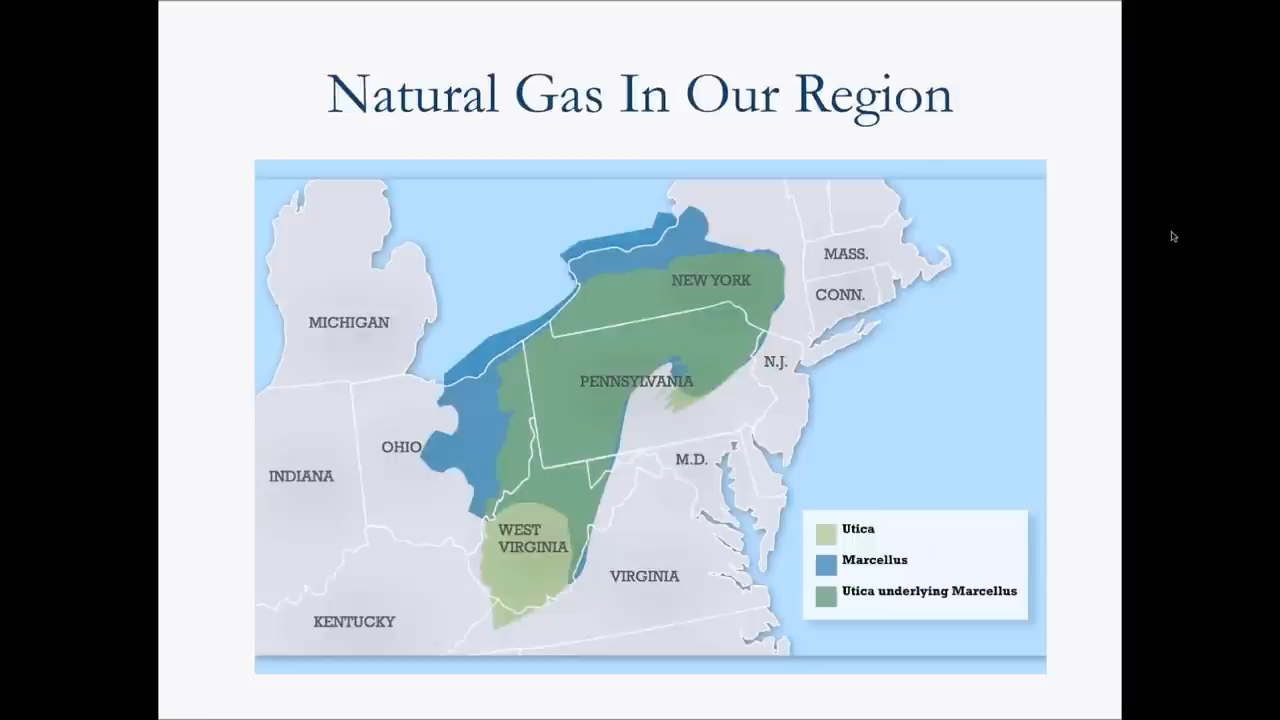 Natural Gas In Our Region
MASS.
NEW YORK
CONN.
MICHIGAN
N.J.
PENNSYLVANIA
OHIO
M.D.
INDIANA
WEST
VIRGINIA
VIRGINIA
KENTUCKY
Utica
Marcellus
Utica underlying Marcellus